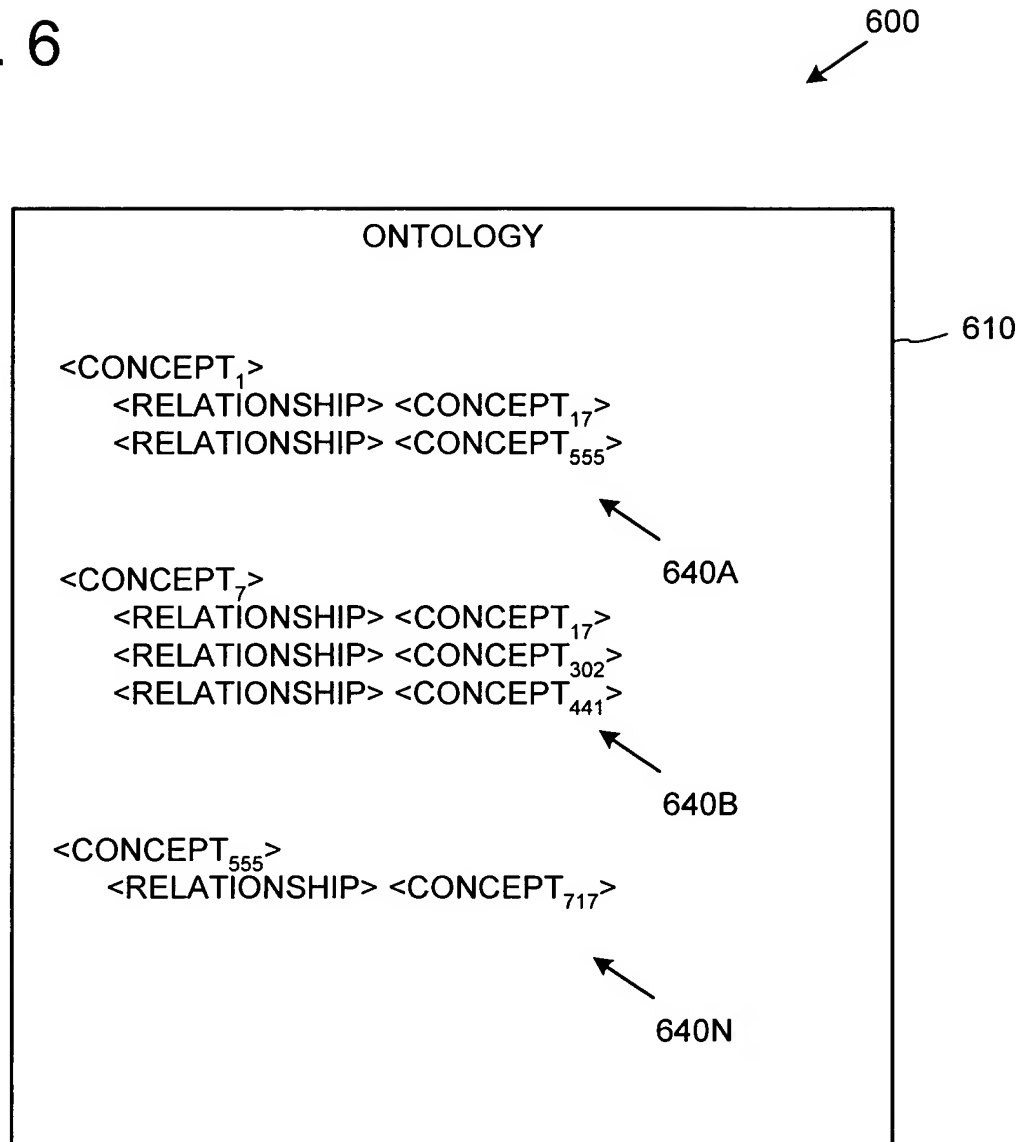 . 6
600
ONTOLOGY
610
<CONCEPT₁>
<RELATIONSHIP> <CONCEPT₁₇>
<RELATIONSHIP> <CONCEPT₅₅₅>
640A
<CONCEPT₇>
<RELATIONSHIP> <CONCEPT₁₇>
<RELATIONSHIP> <CONCEPT₃₀₂>
<RELATIONSHIP> <CONCEPT₄₄₁>
640B
<CONCEPT₅₅₅>
<RELATIONSHIP> <CONCEPT₇₁₇>
640N